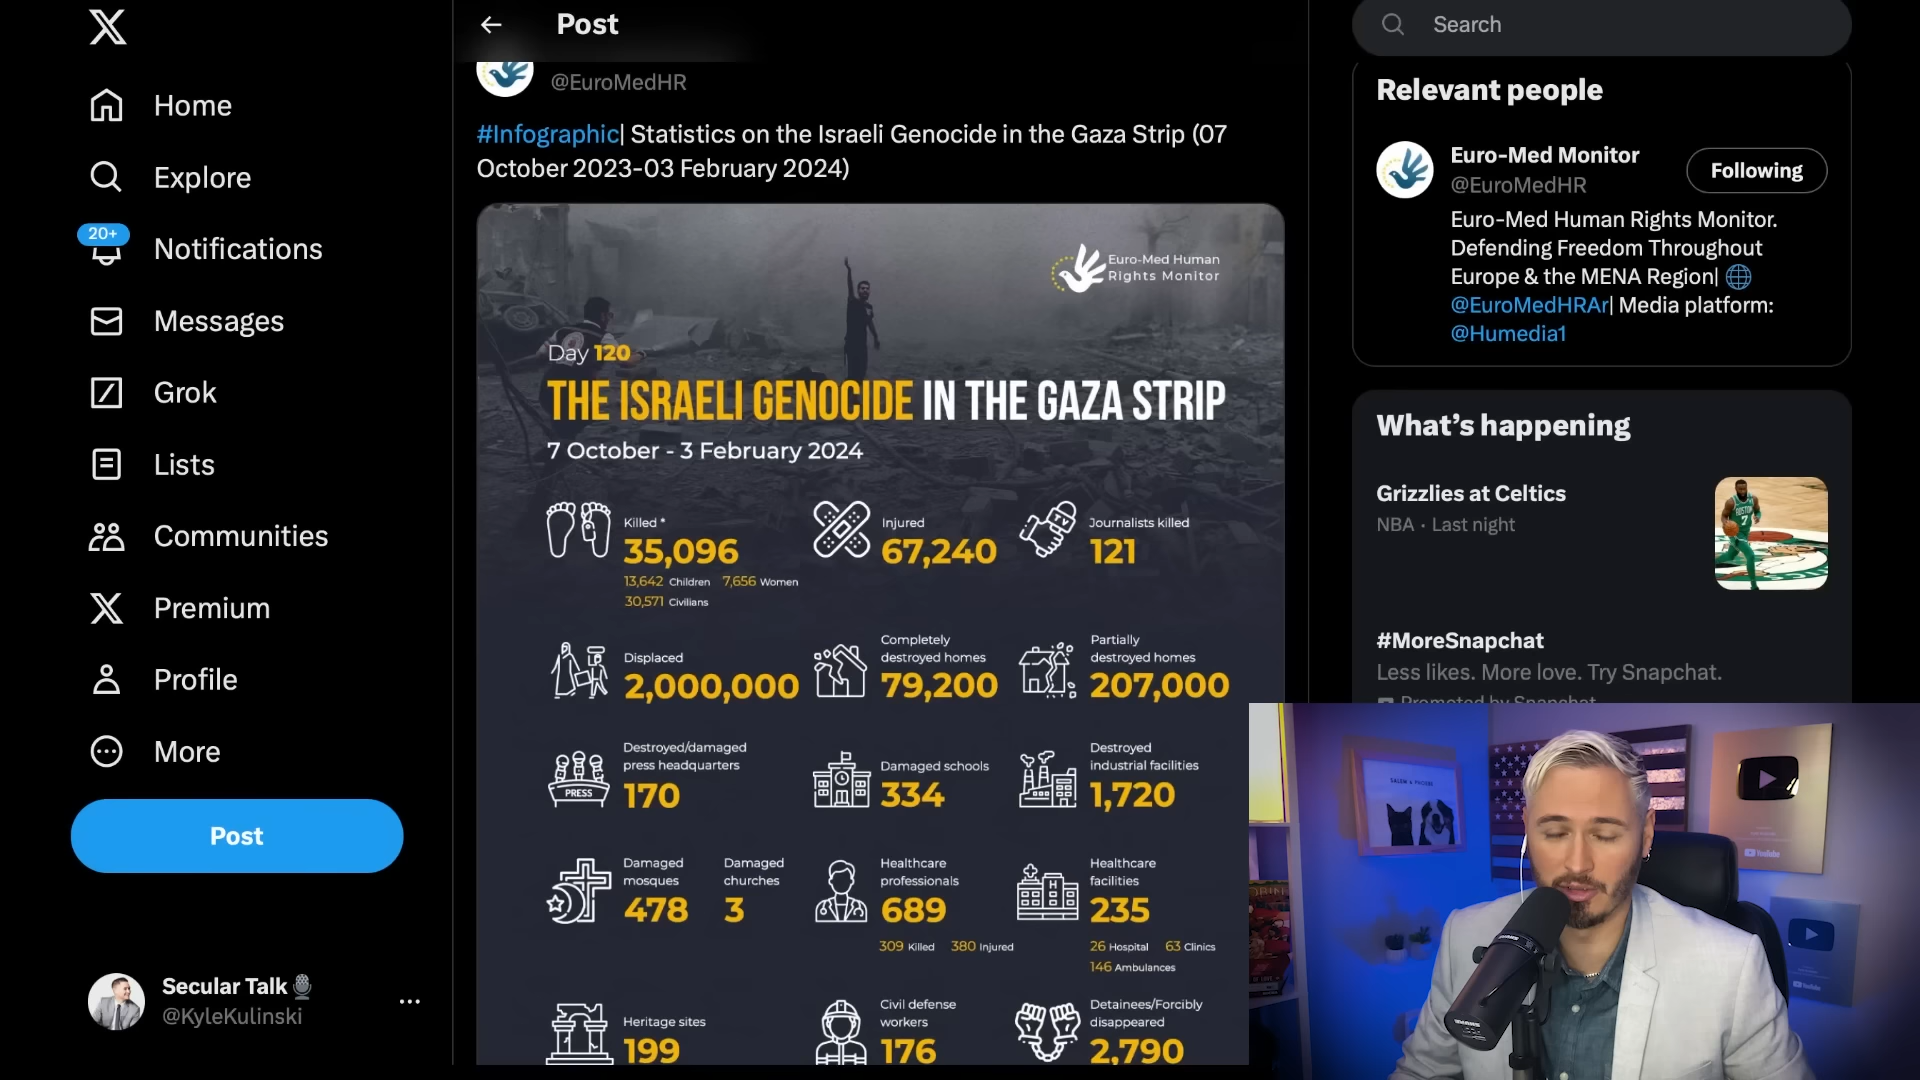 Home
Explore
20+
Notifications
Messages
Grok
Lists
Communities
Premium
Profile
More
Post
Secular Talk
@KyleKulinski
Post
@EuroMedHR
#Infographic| Statistics on the Israeli Genocide in the Gaza Strip (07
October 2023-03 February 2024)
Euro-Med Human
Rights Monitor
Day 120
THE ISRAELI GENOCIDE IN THE GAZA STRIP
7 October - 3 February 2024
Killed *
35,096
13,642 Children 7,656 Women
30,571 Civilians
Injured
67,240
Journalists killed
121
Displaced
2,000,000
Completely
destroyed homes
79,200
Partially
destroyed homes
207,000
PRESS
Destroyed/damaged
press headquarters
170
Damaged schools
334
Destroyed
industrial facilities
1,720
Damaged
mosques
478
Damaged
churches
3
Healthcare
professionals
689
309 Killed 380 Injured
Healthcare
facilities
235
26 Hospital 63 Clinics
146 Ambulances
Heritage sites
199
Civil defense
workers
176
Detainees/Forcibly
disappeared
2,790
Search
Relevant people
Euro-Med Monitor
@EuroMedHR
Following
Euro-Med Human Rights Monitor.
Defending Freedom Throughout
Europe & the MENA Region|
@EuroMedHRAr| Media platform:
@Humedia1
What's happening
Grizzlies at Celtics
NBA · Last night
BOSTON
7
#MoreSnapchat
Less likes. More love. Try Snapchat.
Promoted by Snapchat
SALEM & PHOEBE
YouTube
YouTube